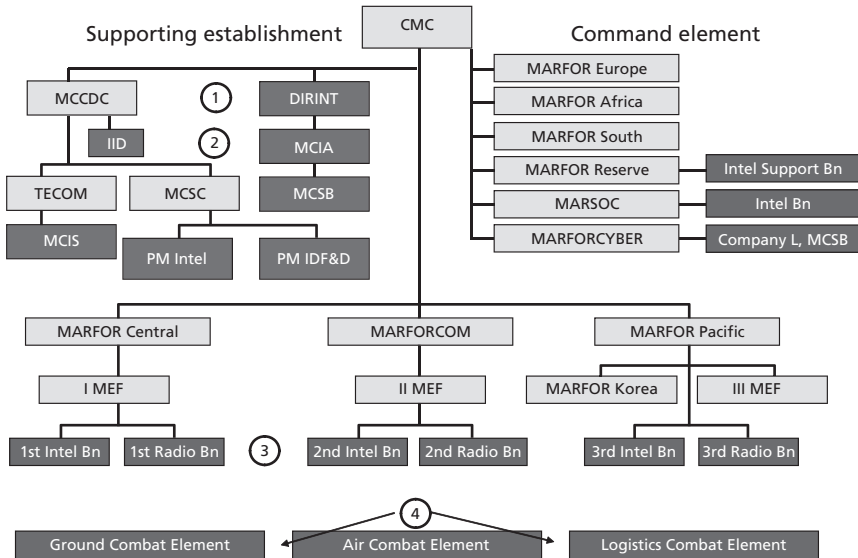 Supporting establishment
CMC
Command element
MARFOR Europe
MCCDC
1
DIRINT
MARFOR Africa
IID
2
MCIA
MARFOR South
TECOM
MCSC
MCSB
MARFOR Reserve
Intel Support Bn
MARSOC
Intel Bn
MCIS
PM Intel
PM IDF&D
MARFORCYBER
Company L, MCSB
MARFOR Central
MARFORCOM
MARFOR Pacific
I MEF
II MEF
MARFOR Korea
III MEF
1st Intel Bn
1st Radio Bn
3
2nd Intel Bn
2nd Radio Bn
3rd Intel Bn
3rd Radio Bn
4
Ground Combat Element
Air Combat Element
Logistics Combat Element